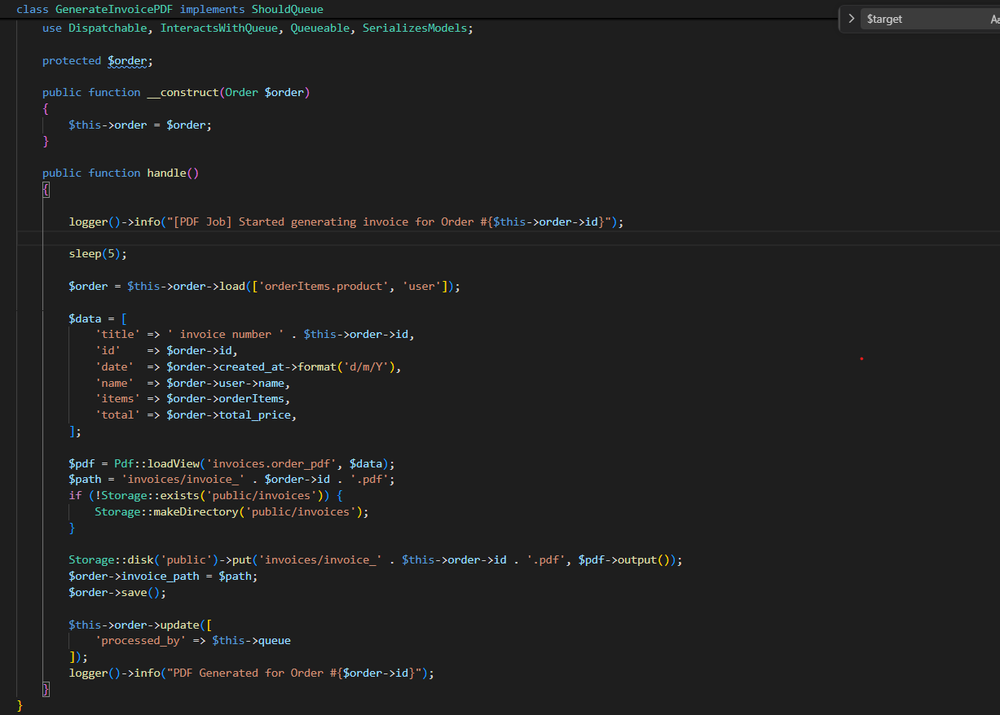 class GenerateInvoicePDF implements ShouldQueue
$target
use Dispatchable, InteractsWithQueue, Queueable, SerializesModels;
protected $order;
public function __construct(Order $order)
{
$this->order = $order;
}
public function handle()
{
logger()->info("[PDF Job] Started generating invoice for Order #{$this->order->id}");
sleep(5);
$order = $this->order->load(['orderItems.product', 'user']);
$data = [
'title' => ' invoice number ' . $this->order->id,
'id'    => $order->id,
'date'  => $order->created_at->format('d/m/Y'),
'name'  => $order->user->name,
'items' => $order->orderItems,
'total' => $order->total_price,
];
$pdf = Pdf::loadView('invoices.order_pdf', $data);
$path = 'invoices/invoice_' . $order->id . '.pdf';
if (!Storage::exists('public/invoices')) {
Storage::makeDirectory('public/invoices');
}
Storage::disk('public')->put('invoices/invoice_' . $this->order->id . '.pdf', $pdf->output());
$order->invoice_path = $path;
$order->save();
$this->order->update([
'processed_by' => $this->queue
]);
logger()->info("PDF Generated for Order #{$order->id}");
}
}